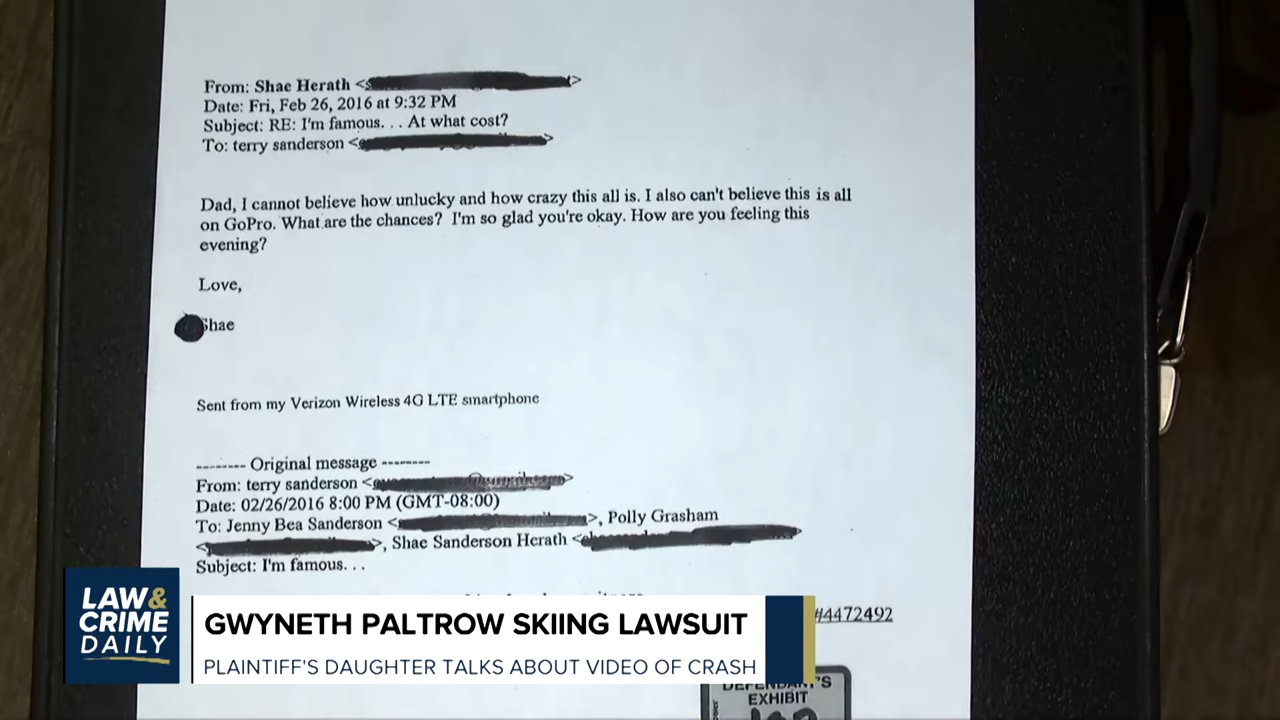 From: Shae Herath <
Date: Fri, Feb 26, 2016 at 9:32 PM
Subject: RE: I'm famous. . . At what cost?
To: terry sanderson <
Dad, I cannot believe how unlucky and how crazy this all is. I also can't believe this is all
on GoPro. What are the chances? I'm so glad you're okay. How are you feeling this
evening?
Love,
Shae
Sent from my Verizon Wireless 4G LTE smartphone
-------- Original message --------
From: terry sanderson <
Date: 02/26/2016 8:00 PM (GMT-08:00)
To: Jenny Bea Sanderson < >, Polly Grasham
< >, Shae Sanderson Herath < >
Subject: I'm famous. . .
#4472492
LAW&
CRIME
DAILY
GWYNETH PALTROW SKIING LAWSUIT
PLAINTIFF'S DAUGHTER TALKS ABOUT VIDEO OF CRASH
DEFENDANT'S
EXHIBIT